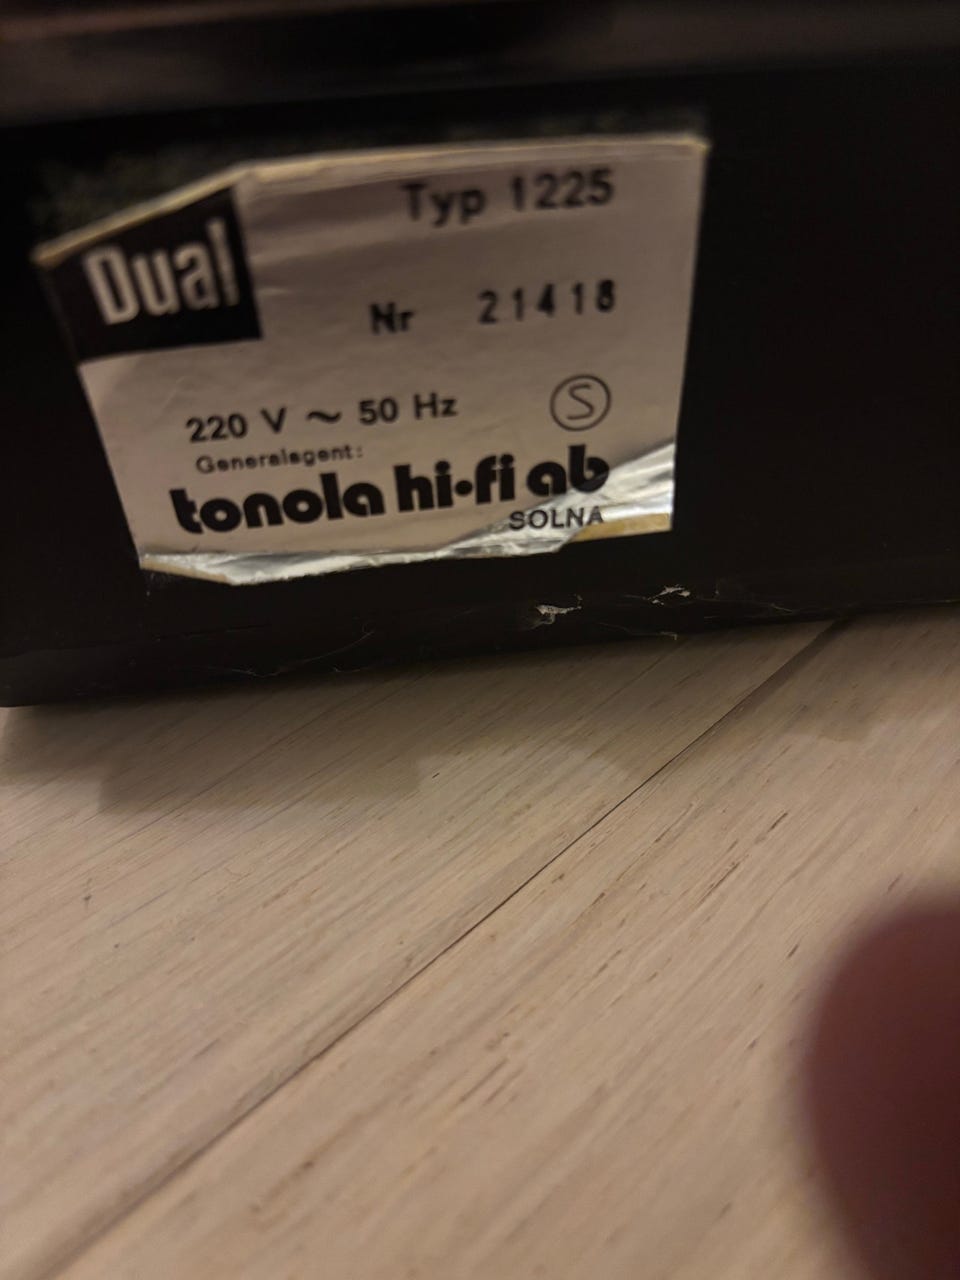 Typ 1225
Dual
Nr 21418
220 V ~ 50 Hz
S
Generalagent:
tonola hi-fi ab
SOLNA